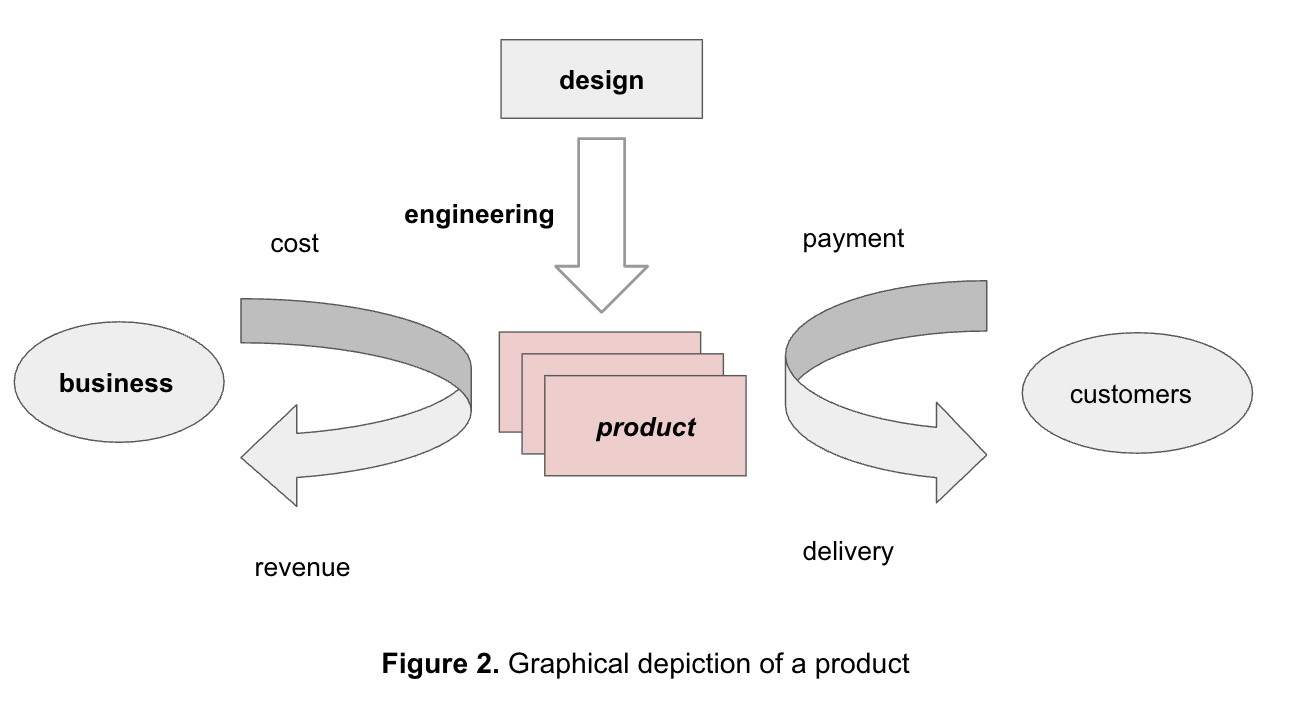 design
engineering
cost
payment
business
customers
product
delivery
revenue
Figure 2. Graphical depiction of a product